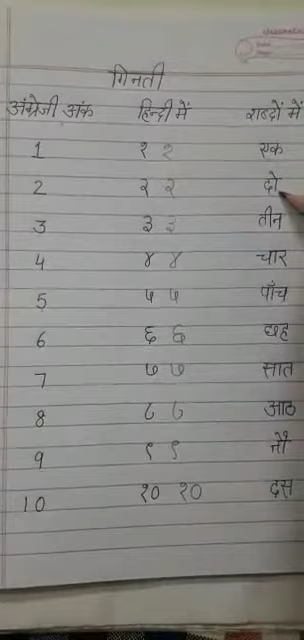 गिनती
अंग्रेजी अंक हिन्दी में शब्दों में
1 १ १ एक
2 २ २ दो
3 ३ ३ तीन
4 ४ ४ चार
5 ५ ५ पाँच
6 ६ ६ छह
7 ७ ७ सात
8 ८ ८ आठ
9 ९ ९ नौ
10 १० १० दस